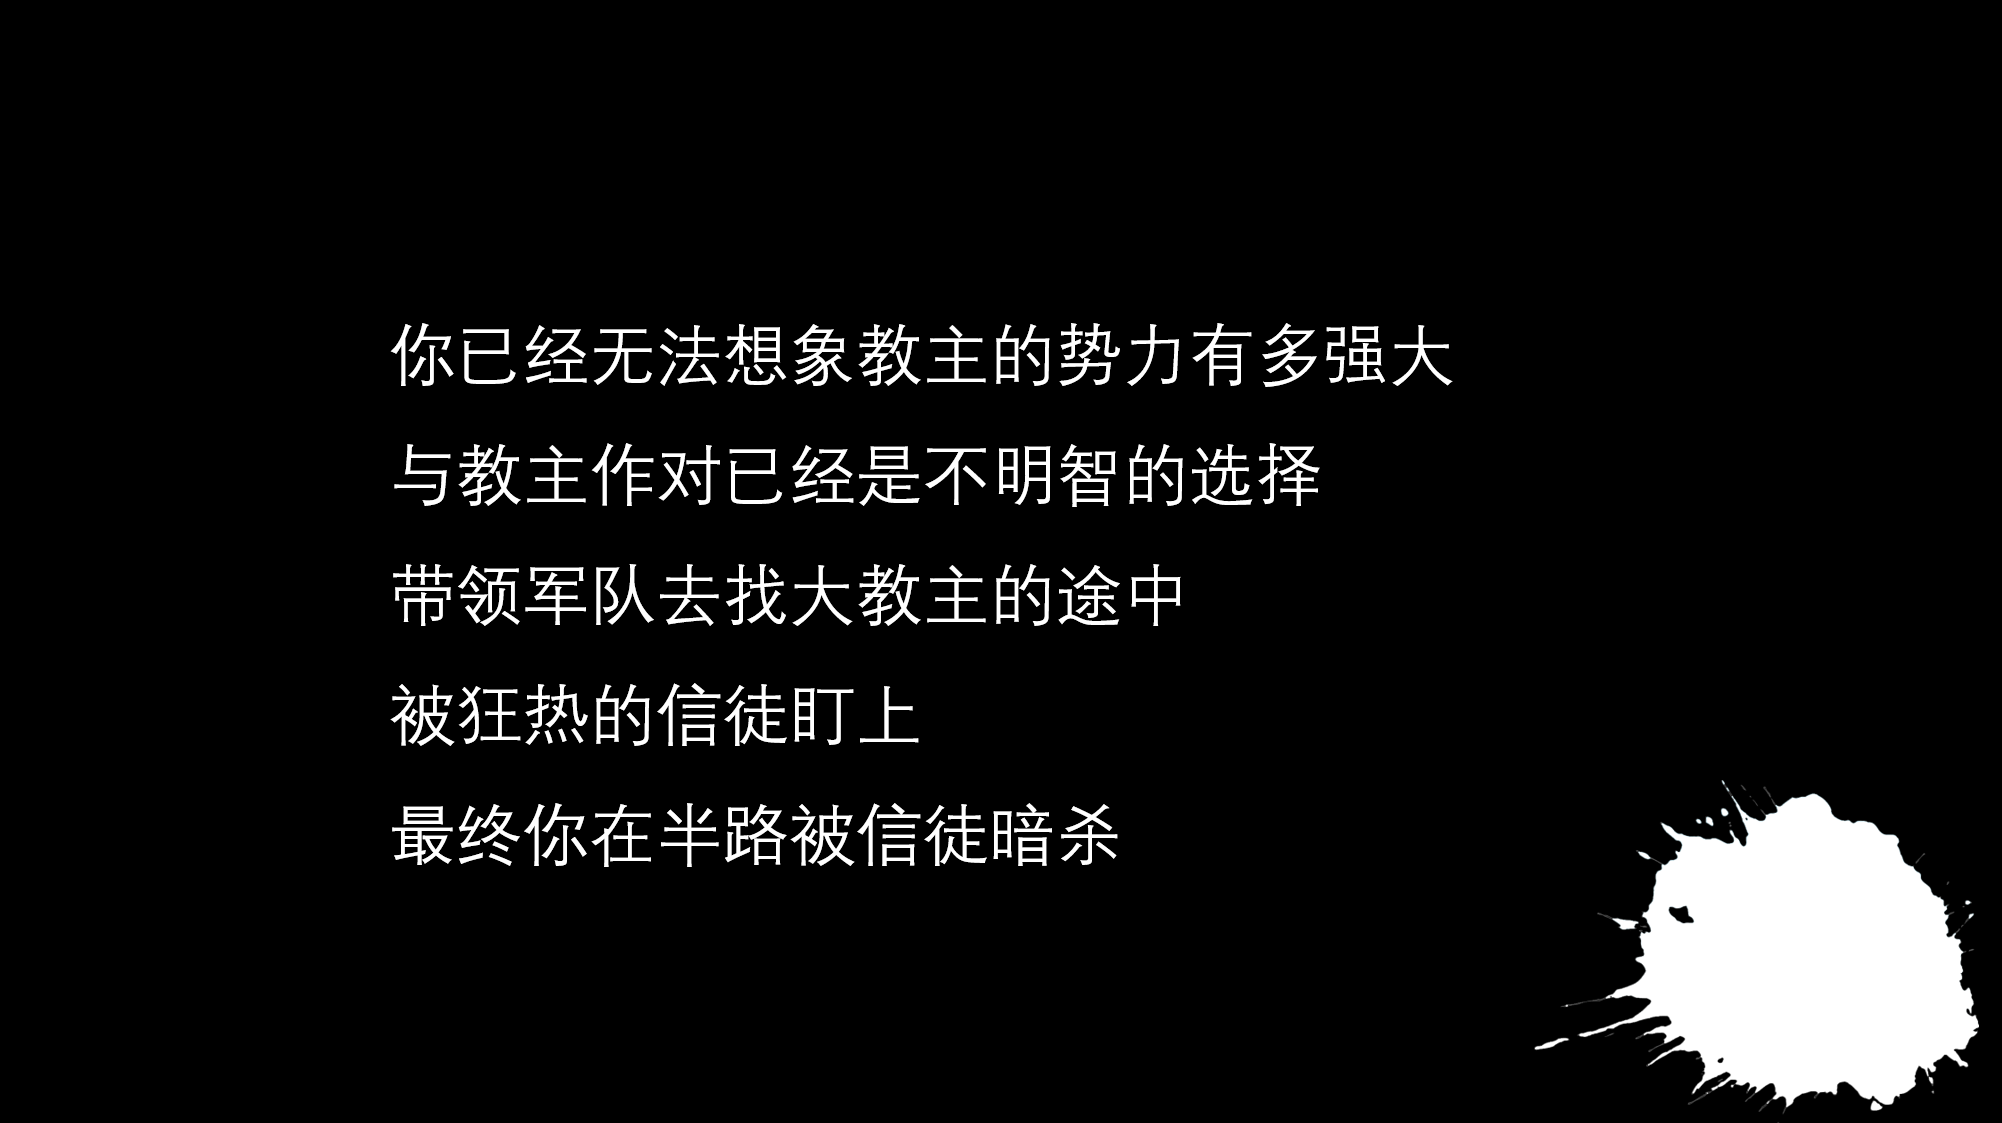 你已经无法想象教主的势力有多强大
与教主作对已经是不明智的选择
带领军队去找大教主的途中
被狂热的信徒盯上
最终你在半路被信徒暗杀